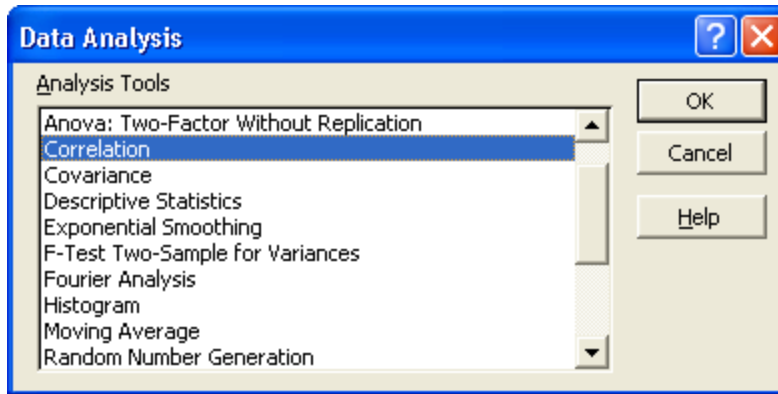 Data Analysis
?
Analysis Tools
Anova: Two-Factor Without Replication
Correlation
Covariance
Descriptive Statistics
Exponential Smoothing
F-Test Two-Sample for Variances
Fourier Analysis
Histogram
Moving Average
Random Number Generation
OK
Cancel
Help